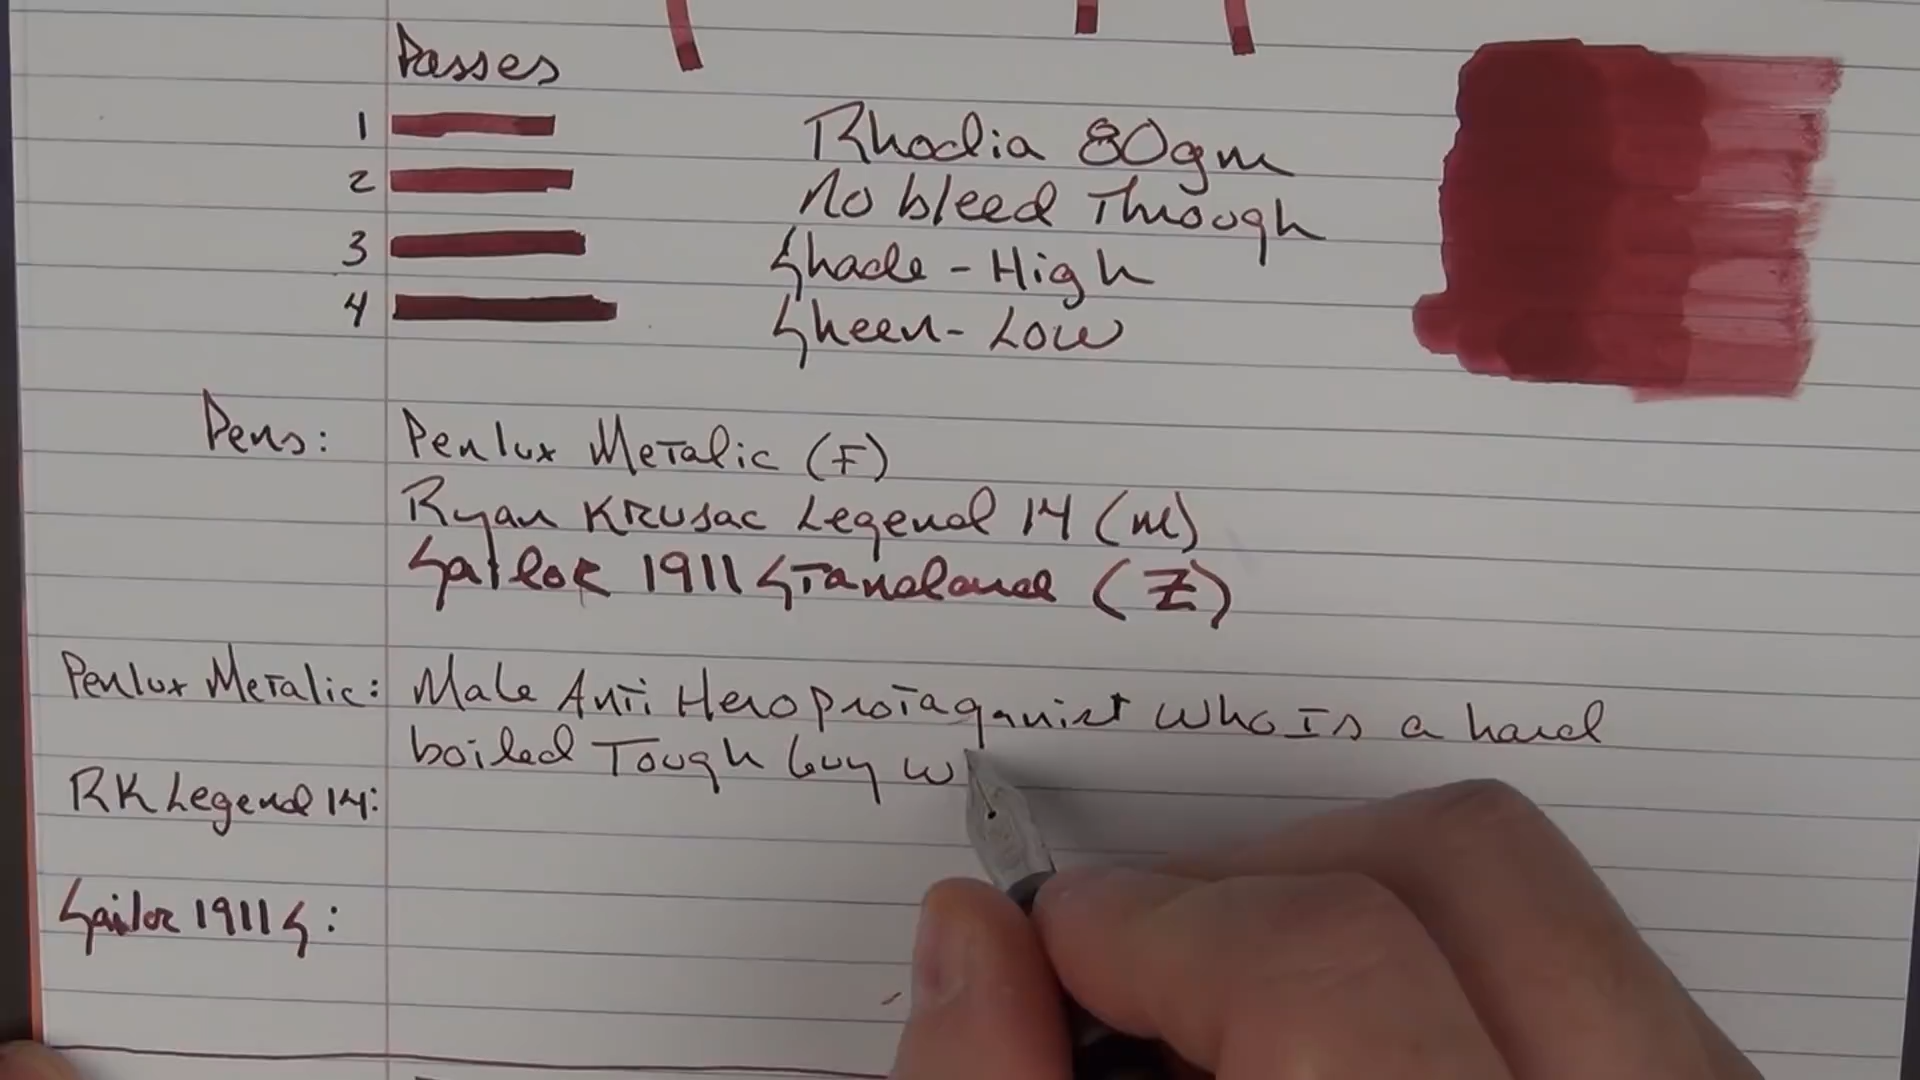 Passes
1
2
3
4
Rhodia 80gm
No bleed Through
Shade - High
Sheen - Low
Pens: Penlux Metalic (F)
Ryan Krusac Legend 14 (M)
Sailor 1911 Standard (Z)
Penlux Metalic: Male Anti Hero protaganist who Is a hard
boiled Tough Guy w
RK Legend 14:
Sailor 1911 S: